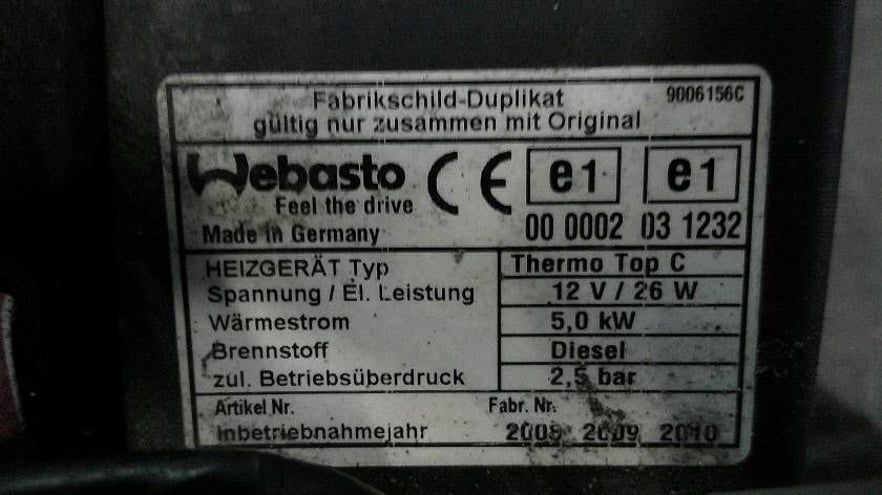 Fabrikschild-Duplikat 9006156C
gültig nur zusammen mit Original
Webasto CE e1 e1
Feel the drive
Made in Germany 00 0002 03 1232
HEIZGERÄT Typ Thermo Top C
Spannung / El. Leistung 12 V / 26 W
Wärmestrom 5,0 kW
Brennstoff Diesel
zul. Betriebsüberdruck 2,5 bar
Artikel Nr. Fabr. Nr.
Inbetriebnahmejahr 2008 2009 2010